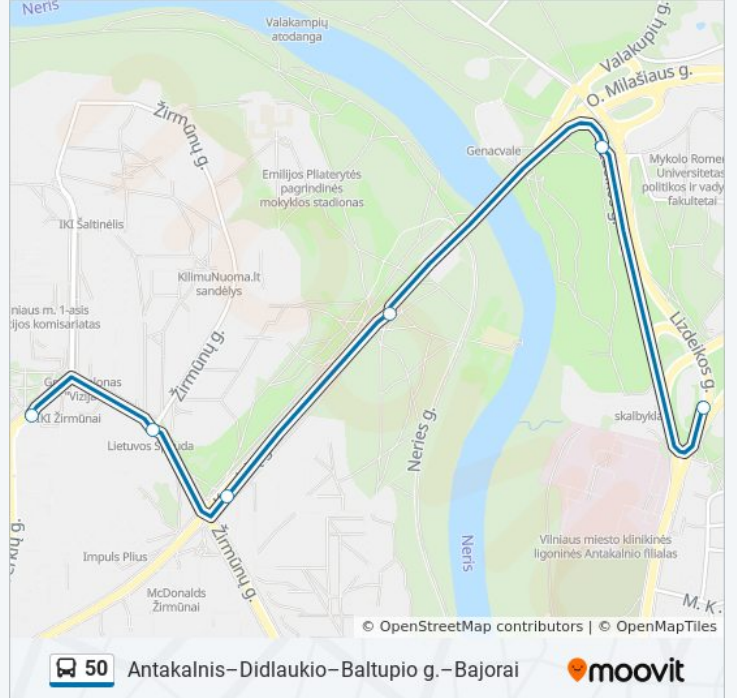 Neris
Valakampių
atodanga
Valakupių g.
O. Milašiaus g.
Žirmūnų g.
Genacvale
Mykolo Romer
Universitetas
politikos ir vady
fakultetai
Emilijos Pliaterytės
pagrindinės
mokyklos stadionas
IKI Šaltinėlis
KilimuNuoma.lt
sandėlys
niaus m. 1-asis
cijos komisariatas
Lizdeikos g.
Žirmūnų g.
"Vizija
IKI Žirmūnai
skalbykla
Lietuvos
Neries g.
Žirmūnų g.
Neris
Vilniaus miesto klinikinės
ligoninės Antakalnio filialas
Impuls Plius
McDonalds
Žirmūnai
M. K.
© OpenStreetMap contributors | © OpenMapTiles
50 Antakalnis–Didlaukio–Baltupio g.–Bajorai
moovit